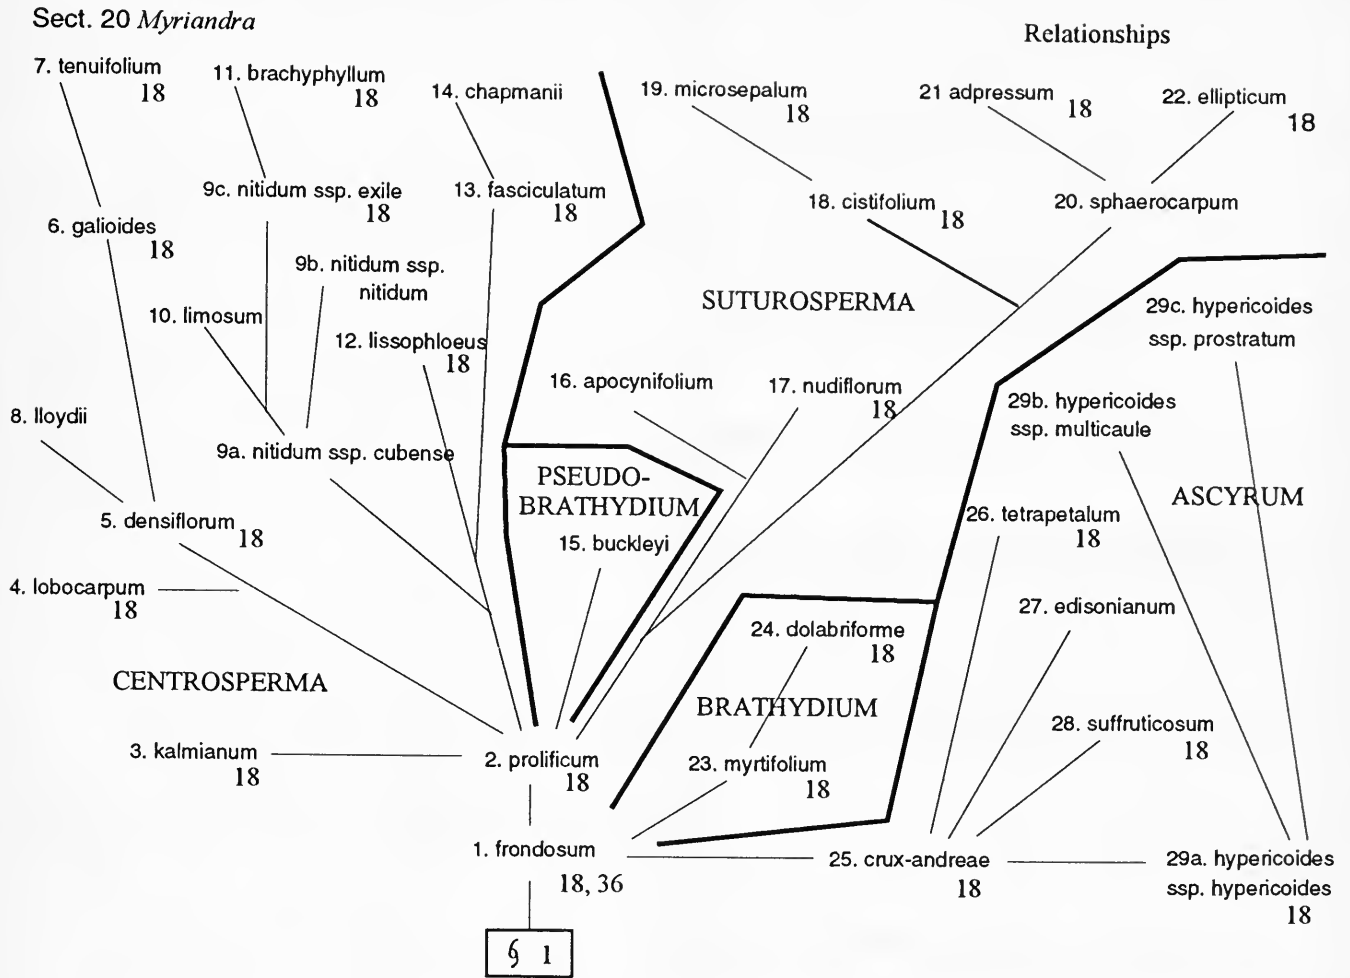 Sect. 20 Myriandra
Relationships
7. tenuifolium
18
11. brachyphyllum
18
14. chapmanii
19. microsepalum
18
21 adpressum
18
22. ellipticum
18
9c. nitidum ssp. exile
18
13. fasciculatum
18
18. cistifolium
18
20. sphaerocarpum
6. galioides
18
9b. nitidum ssp.
nitidum
10. limosum
12. lissophloeus
18
SUTUROSPERMA
29c. hypericoides
ssp. prostratum
16. apocynifolium
17. nudiflorum
18
29b. hypericoides
ssp. multicaule
8. lloydii
9a. nitidum ssp. cubense
PSEUDO-
BRATHYDIUM
ASCYRUM
5. densiflorum
18
15. buckleyi
26. tetrapetalum
18
4. lobocarpum
18
27. edisonianum
24. dolabriforme
18
CENTROSPERMA
BRATHYDIUM
28. suffruticosum
18
3. kalmianum
18
2. prolificum
18
23. myrtifolium
18
1. frondosum
18, 36
25. crux-andreae
18
29a. hypericoides
ssp. hypericoides
18
§ 1